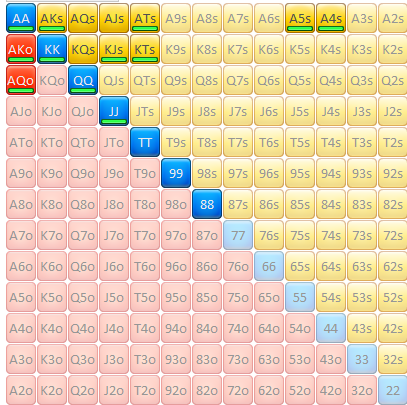 AA AKs AQs AJs ATs A9s A8s A7s A6s A5s A4s A3s A2s
AKo KK KQs KJs KTs K9s K8s K7s K6s K5s K4s K3s K2s
AQo KQo QQ QJs QTs Q9s Q8s Q7s Q6s Q5s Q4s Q3s Q2s
AJo KJo QJo JJ JTs J9s J8s J7s J6s J5s J4s J3s J2s
ATo KTo QTo JTo TT T9s T8s T7s T6s T5s T4s T3s T2s
A9o K9o Q9o J9o T9o 99 98s 97s 96s 95s 94s 93s 92s
A8o K8o Q8o J8o T8o 98o 88 87s 86s 85s 84s 83s 82s
A7o K7o Q7o J7o T7o 97o 87o 77 76s 75s 74s 73s 72s
A6o K6o Q6o J6o T6o 96o 86o 76o 66 65s 64s 63s 62s
A5o K5o Q5o J5o T5o 95o 85o 75o 65o 55 54s 53s 52s
A4o K4o Q4o J4o T4o 94o 84o 74o 64o 54o 44 43s 42s
A3o K3o Q3o J3o T3o 93o 83o 73o 63o 53o 43o 33 32s
A2o K2o Q2o J2o T2o 92o 82o 72o 62o 52o 42o 32o 22